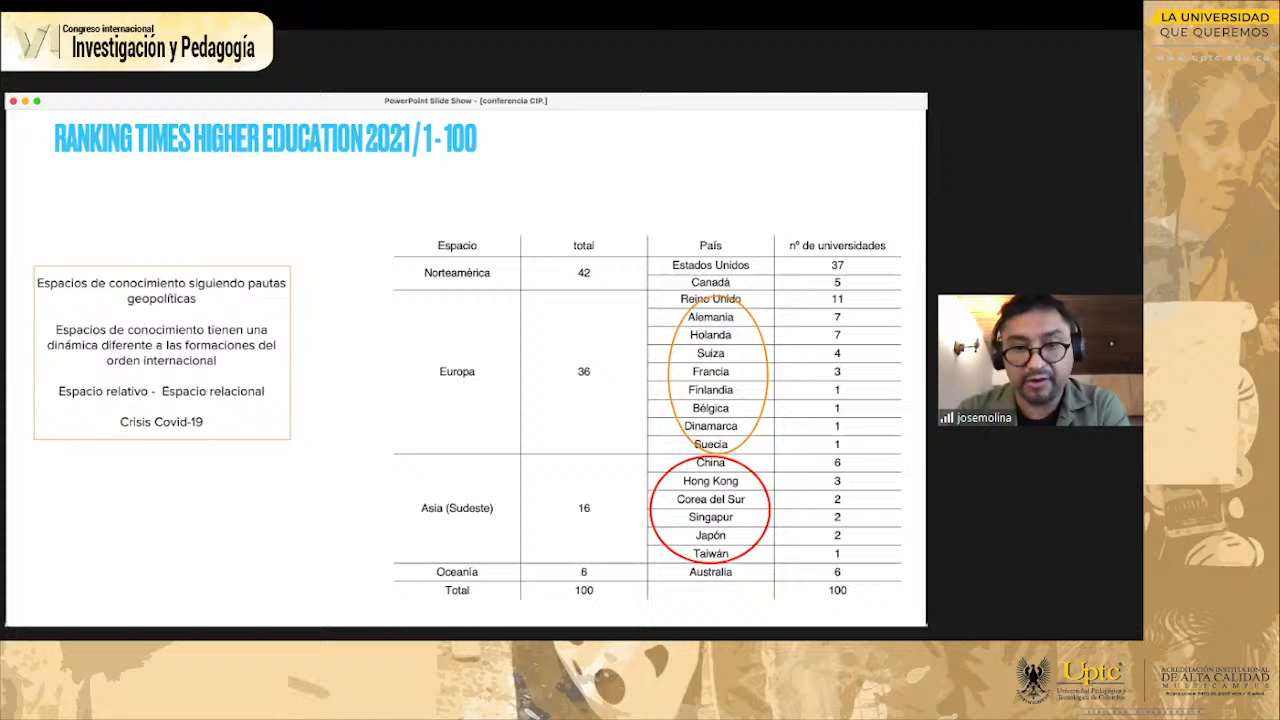 Congreso internacional
Investigación y Pedagogía
LA UNIVERSIDAD
QUE QUEREMOS
www.uptc.edu.co
PowerPoint Slide Show - [conferencia CIP.]
RANKING TIMES HIGHER EDUCATION 2021 / 1 - 100
Espacios de conocimiento siguiendo pautas
geopolíticas
Espacios de conocimiento tienen una
dinámica diferente a las formaciones del
orden internacional
Espacio relativo - Espacio relacional
Crisis Covid-19
Espacio total País nº de universidades
Norteamérica 42 Estados Unidos 37
Canadá 5
Europa 36 Reino Unido 11
Alemania 7
Holanda 7
Suiza 4
Francia 3
Finlandia 1
Bélgica 1
Dinamarca 1
Suecia 1
Asia (Sudeste) 16 China 6
Hong Kong 3
Corea del Sur 2
Singapur 2
Japón 2
Taiwán 1
Oceanía 6 Australia 6
Total 100 100
josemolina
Uptc
Universidad Pedagógica y
Tecnológica de Colombia
ACREDITACIÓN INSTITUCIONAL
DE ALTA CALIDAD
MULTICAMPUS